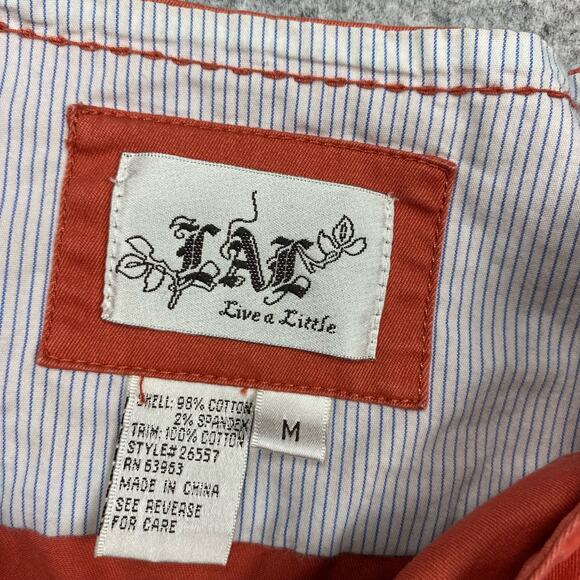 LAL
Live a Little
SHELL: 98% COTTON
2% SPANDEX
TRIM: 100% COTTON
STYLE# 26557
RN 63963
MADE IN CHINA
SEE REVERSE
FOR CARE
M